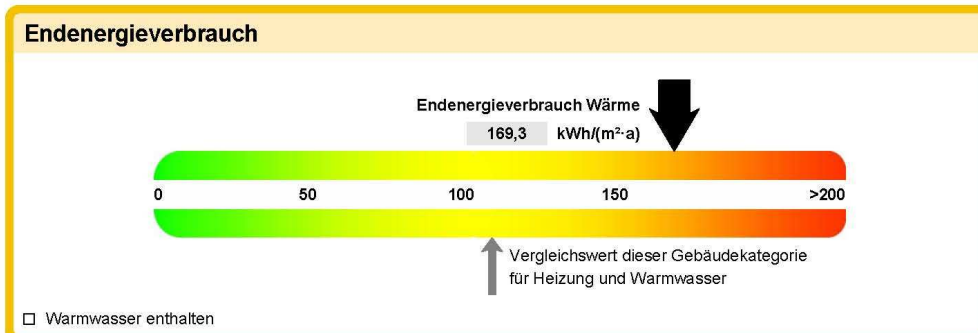 Endenergieverbrauch
Endenergieverbrauch Wärme
169,3 kWh/(m²·a)
0 50 100 150 >200
Vergleichswert dieser Gebäudekategorie
für Heizung und Warmwasser
☐ Warmwasser enthalten